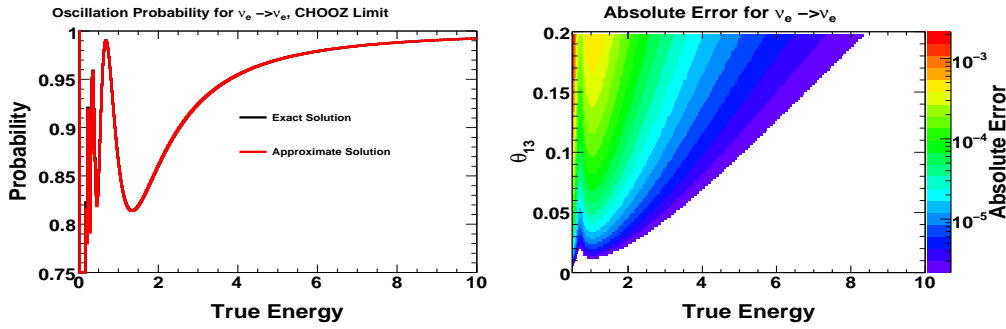 Oscillation Probability for νe –>νe, CHOOZ Limit
Probability
1
0.95
0.9
0.85
0.8
0.75
Exact Solution
Approximate Solution
0 2 4 6 8 10
True Energy
Absolute Error for νe –>νe
θ13
0.2
0.15
0.1
0.05
0
0 2 4 6 8 10
True Energy
10−3
10−4
10−5
Absolute Error